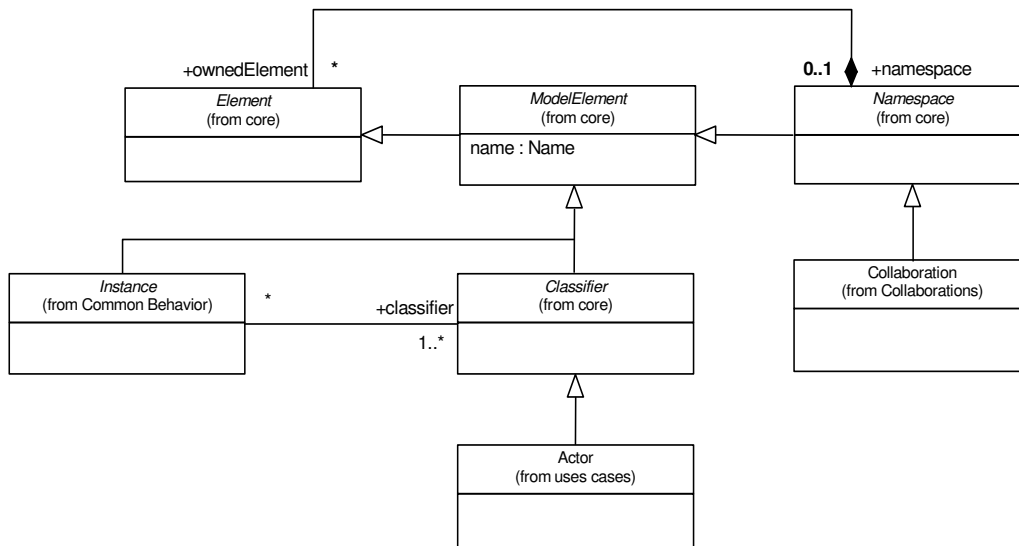 +ownedElement
*
0..1
+namespace
Element
(from core)
ModelElement
(from core)
name : Name
Namespace
(from core)
Instance
(from Common Behavior)
*
+classifier
1..*
Classifier
(from core)
Collaboration
(from Collaborations)
Actor
(from uses cases)